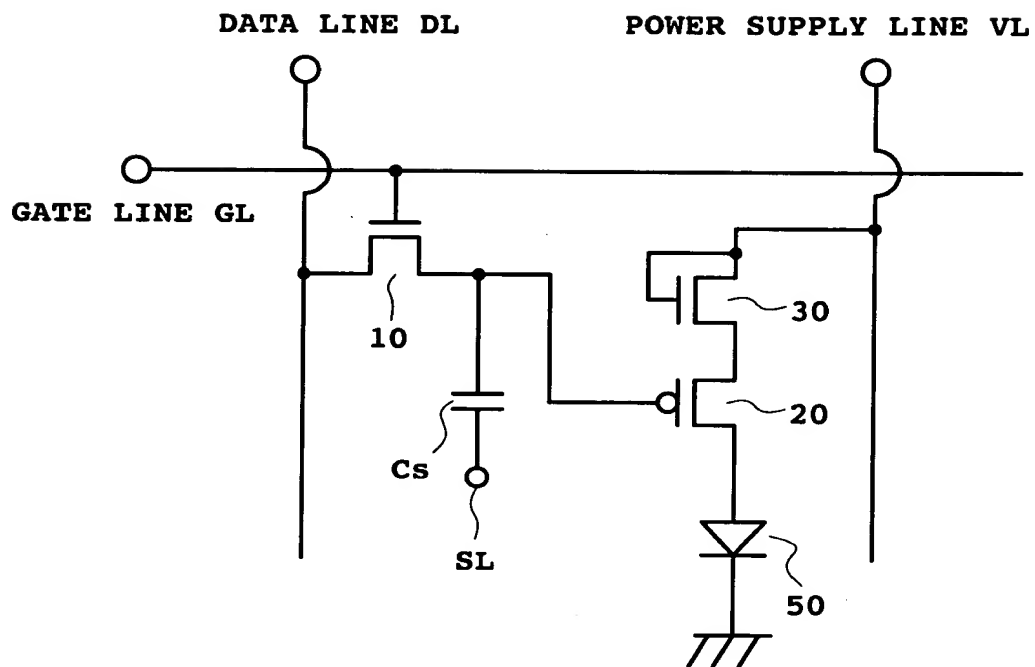 DATA LINE DL
POWER SUPPLY LINE VL
GATE LINE GL
10
30
20
Cs
SL
50